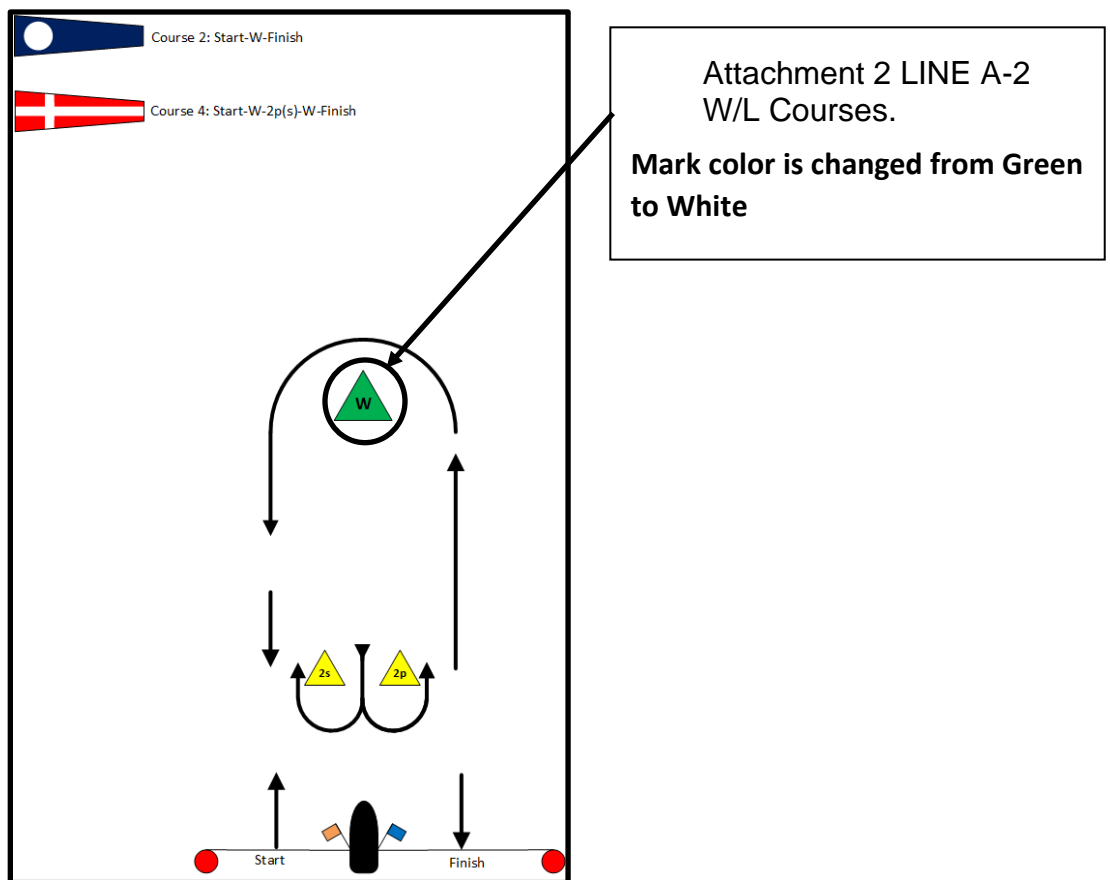 Course 2: Start-W-Finish
Course 4: Start-W-2p(s)-W-Finish
Attachment 2 LINE A-2
W/L Courses.
Mark color is changed from Green
to White
W
2s
2p
Start
Finish